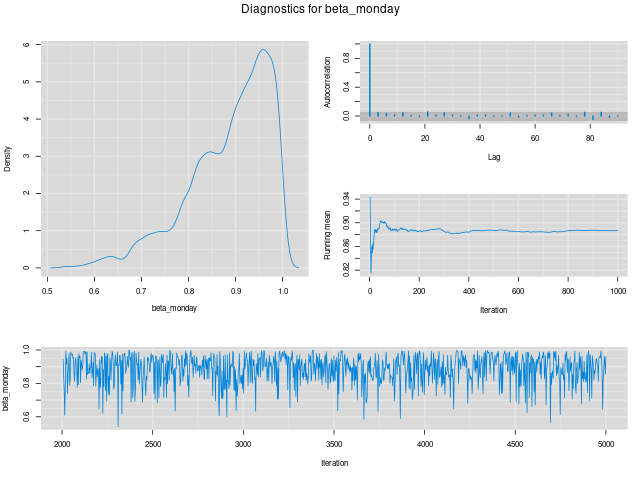 Diagnostics for beta_monday
Density
0 1 2 3 4 5 6
0.5 0.6 0.7 0.8 0.9 1.0
beta_monday
Autocorrelation
0.0 0.4 0.8
0 20 40 60 80
Lag
Running mean
0.82 0.86 0.90 0.94
0 200 400 600 800 1000
Iteration
beta_monday
0.6 0.8 1.0
2000 2500 3000 3500 4000 4500 5000
Iteration